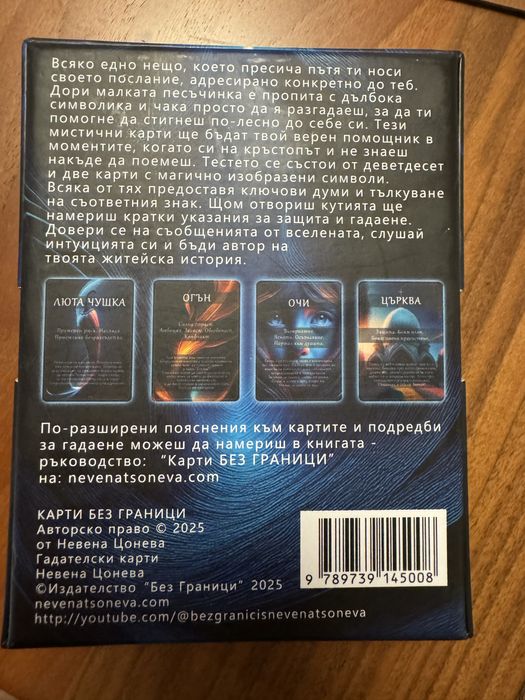 Всяко едно нещо, което пресича пътя ти носи
своето послание, адресирано конкретно до теб.
Дори малката песъчинка е пропита с дълбока
символика и чака просто да я разгадаеш, за да ти
помогне да стигнеш по-лесно до себе си. Тези
мистични карти ще бъдат твой верен помощник в
моментите, когато си на кръстопът и не знаеш
накъде да поемеш. Тестето се състои от деветдесет
и две карти с магично изобразени символи.
Всяка от тях предоставя ключови думи и тълкуване
на съответния знак. Щом отвориш кутията ще
намериш кратки указания за защита и гадаене.
Довери се на съобщенията от вселената, слушай
интуицията си и бъди автор на
твоята житейска история.
ЛЮТА ЧУШКА
ОГЪН
ОЧИ
ЦЪРКВА
По-разширени пояснения към картите и подредби
за гадаене можеш да намериш в книгата -
ръководство: "Карти БЕЗ ГРАНИЦИ"
на: nevenatsoneva.com
КАРТИ БЕЗ ГРАНИЦИ
Авторско право © 2025
от Невена Цонева
Гадателски карти
Невена Цонева
©Издателство "Без Граници" 2025
nevenatsoneva.com
http://youtube.com/@bezgranicisnevenatsoneva
9 789739 145008